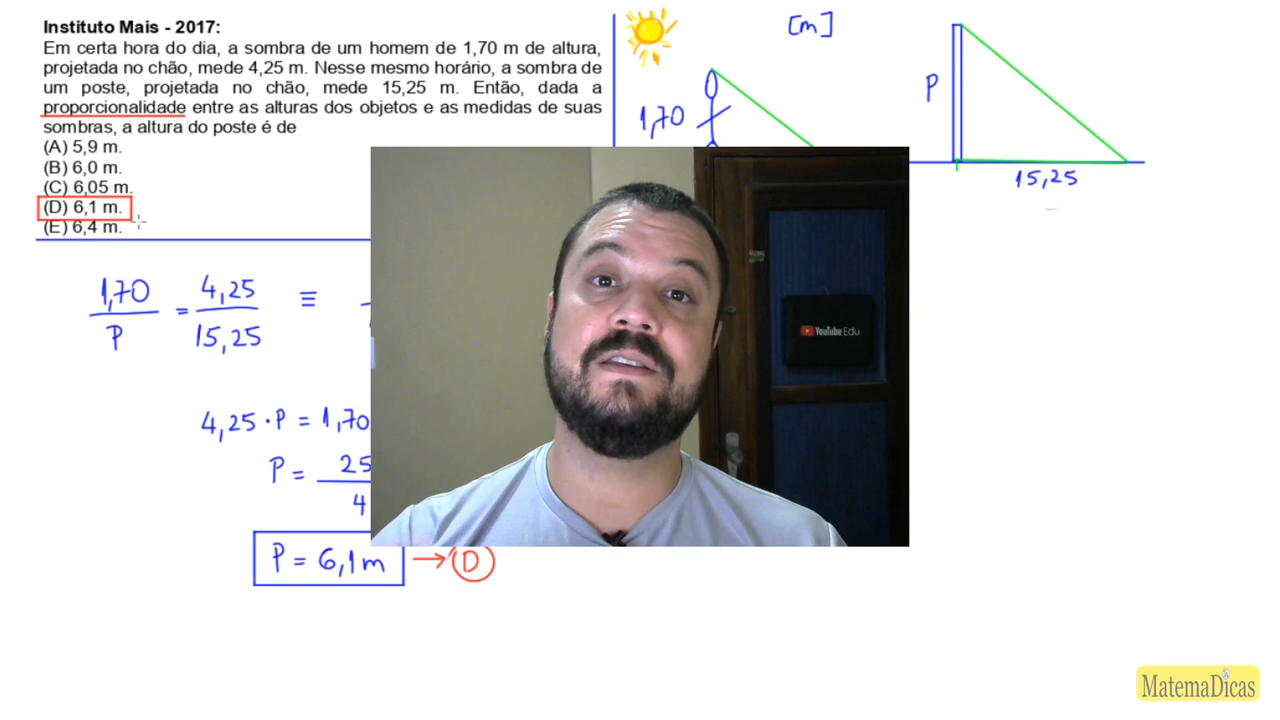 Instituto Mais - 2017:
Em certa hora do dia, a sombra de um homem de 1,70 m de altura,
projetada no chão, mede 4,25 m. Nesse mesmo horário, a sombra de
um poste, projetada no chão, mede 15,25 m. Então, dada a
proporcionalidade entre as alturas dos objetos e as medidas de suas
sombras, a altura do poste é de
(A) 5,9 m.
(B) 6,0 m.
(C) 6,05 m.
(D) 6,1 m.
(E) 6,4 m.
[m]
1,70
P
15,25
1,70 / P = 4,25 / 15,25 ≡
4,25 · P = 1,70
P = 25 / 4
P = 6,1 m → D
YouTube Edu
MatemaDicas